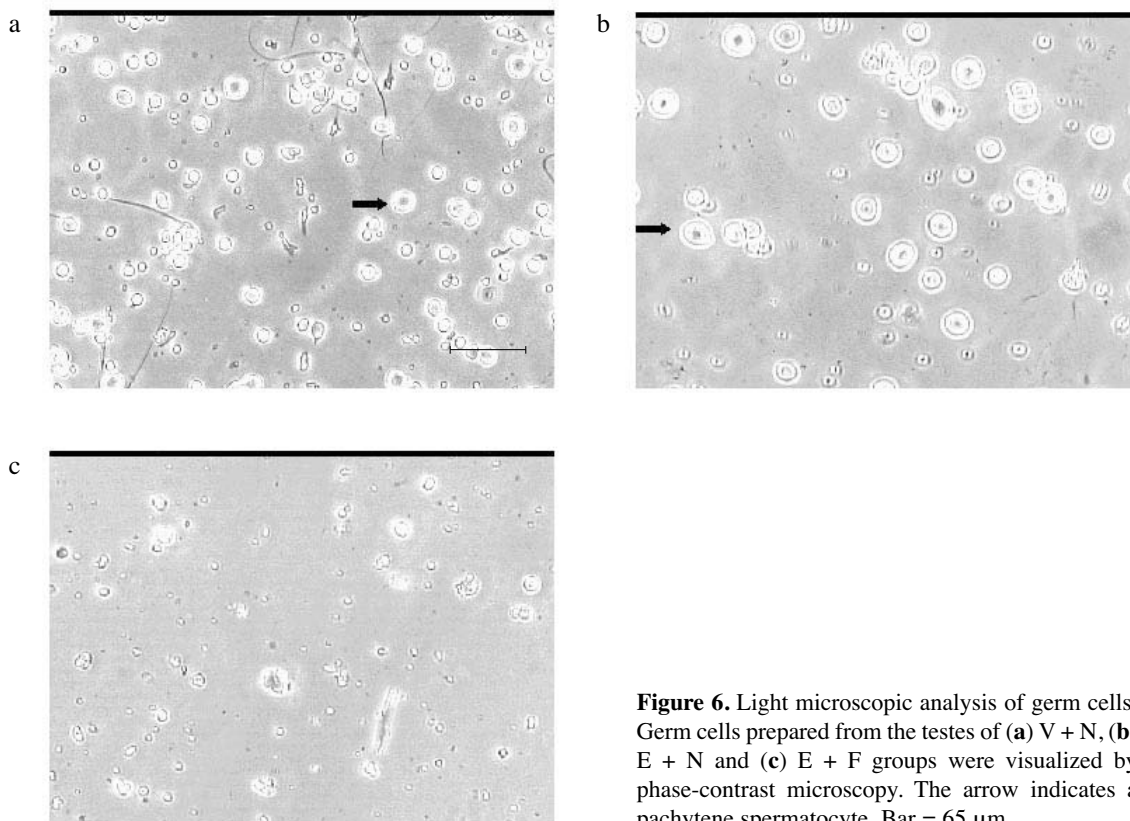 a
b
c
Figure 6. Light microscopic analysis of germ cells
Germ cells prepared from the testes of (a) V + N, (b
E + N and (c) E + F groups were visualized by
phase-contrast microscopy. The arrow indicates a
pachytene spermatocyte. Bar = 65 μm